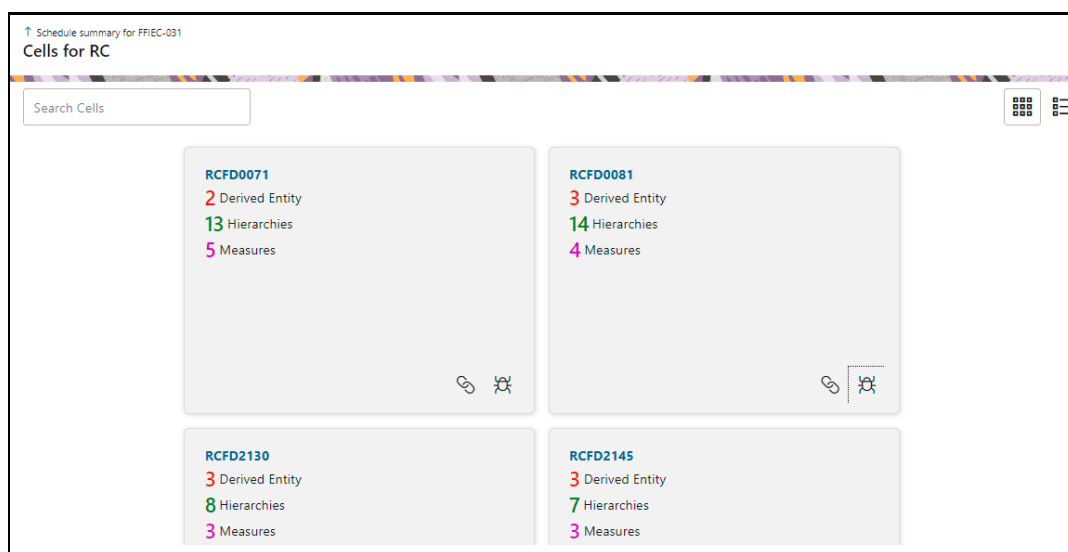 ↑ Schedule summary for FFIEC-031
Cells for RC
Search Cells
RCFD0071
2 Derived Entity
13 Hierarchies
5 Measures
RCFD0081
3 Derived Entity
14 Hierarchies
4 Measures
RCFD2130
3 Derived Entity
8 Hierarchies
3 Measures
RCFD2145
3 Derived Entity
7 Hierarchies
3 Measures